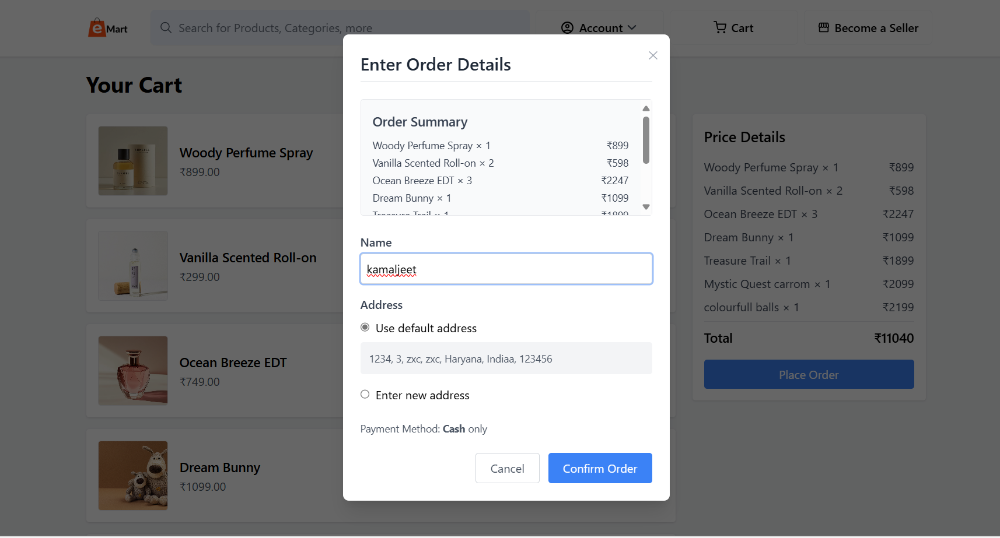 e Mart
Search for Products, Categories, more
Account
Cart
Become a Seller
Your Cart
Woody Perfume Spray
₹899.00
Vanilla Scented Roll-on
₹299.00
Ocean Breeze EDT
₹749.00
Dream Bunny
₹1099.00
Enter Order Details
Order Summary
Woody Perfume Spray × 1 ₹899
Vanilla Scented Roll-on × 2 ₹598
Ocean Breeze EDT × 3 ₹2247
Dream Bunny × 1 ₹1099
Treasure Trail × 1 ₹1899
Name
kamaljeet
Address
Use default address
1234, 3, zxc, zxc, Haryana, Indiaa, 123456
Enter new address
Payment Method: Cash only
Cancel
Confirm Order
Price Details
Woody Perfume Spray × 1 ₹899
Vanilla Scented Roll-on × 2 ₹598
Ocean Breeze EDT × 3 ₹2247
Dream Bunny × 1 ₹1099
Treasure Trail × 1 ₹1899
Mystic Quest carrom × 1 ₹2099
colourfull balls × 1 ₹2199
Total ₹11040
Place Order